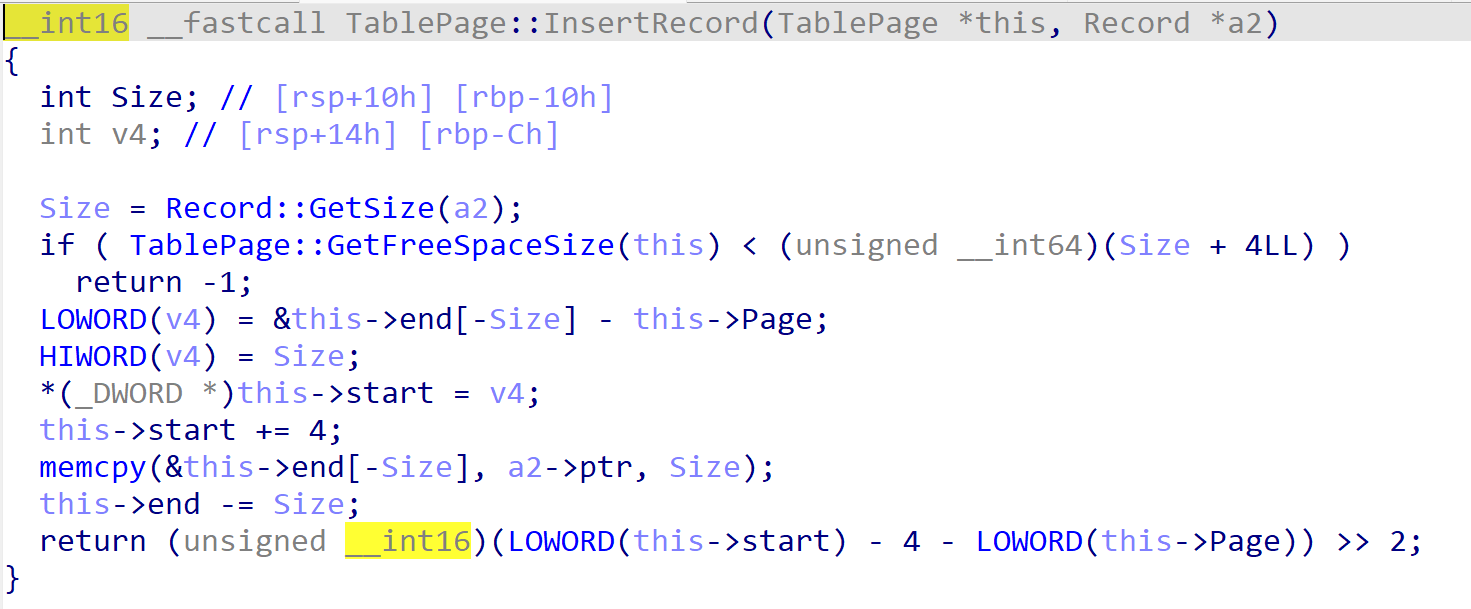 __int16 __fastcall TablePage::InsertRecord(TablePage *this, Record *a2)
{
  int Size; // [rsp+10h] [rbp-10h]
  int v4; // [rsp+14h] [rbp-Ch]

  Size = Record::GetSize(a2);
  if ( TablePage::GetFreeSpaceSize(this) < (unsigned __int64)(Size + 4LL) )
    return -1;
  LOWORD(v4) = &this->end[-Size] - this->Page;
  HIWORD(v4) = Size;
  *(_DWORD *)this->start = v4;
  this->start += 4;
  memcpy(&this->end[-Size], a2->ptr, Size);
  this->end -= Size;
  return (unsigned __int16)(LOWORD(this->start) - 4 - LOWORD(this->Page)) >> 2;
}